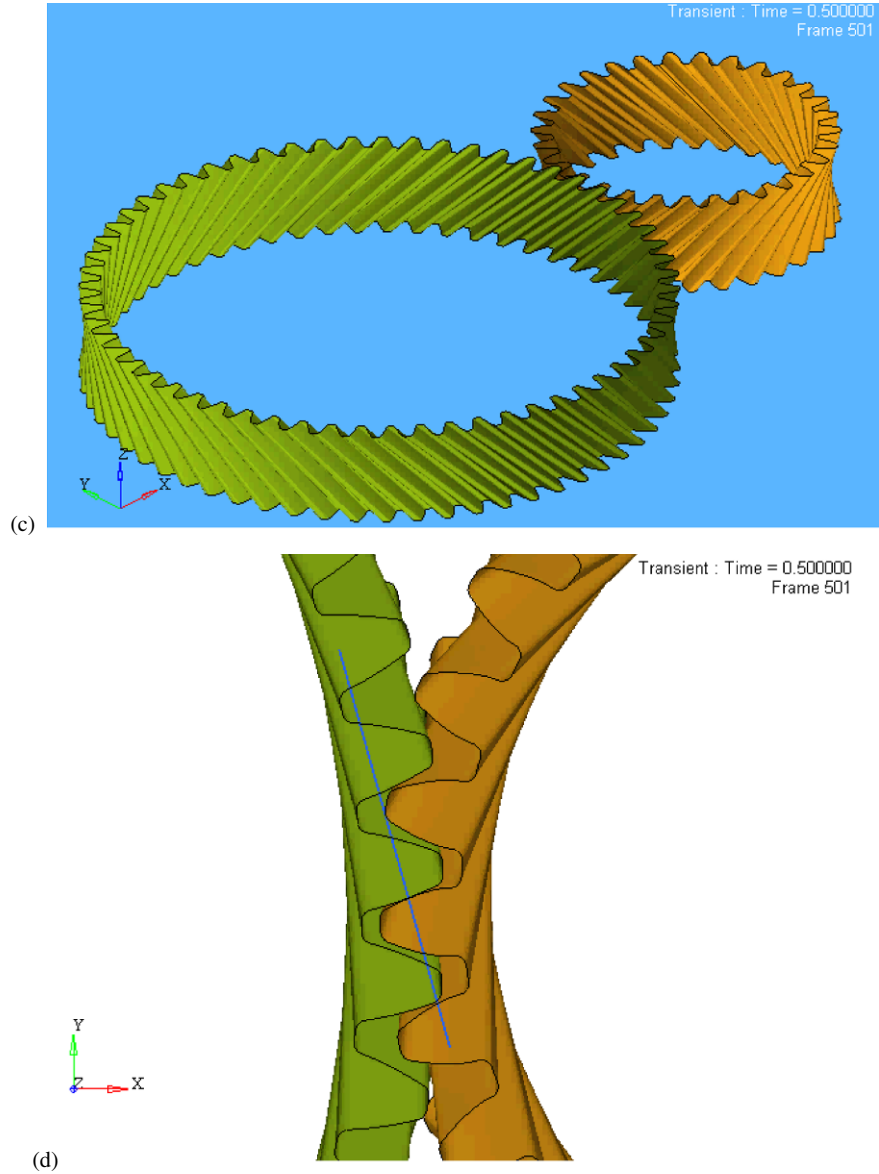 Transient : Time = 0.500000
Frame 501
Z
Y
X
(c)
Transient : Time = 0.500000
Frame 501
Y
Z
X
(d)